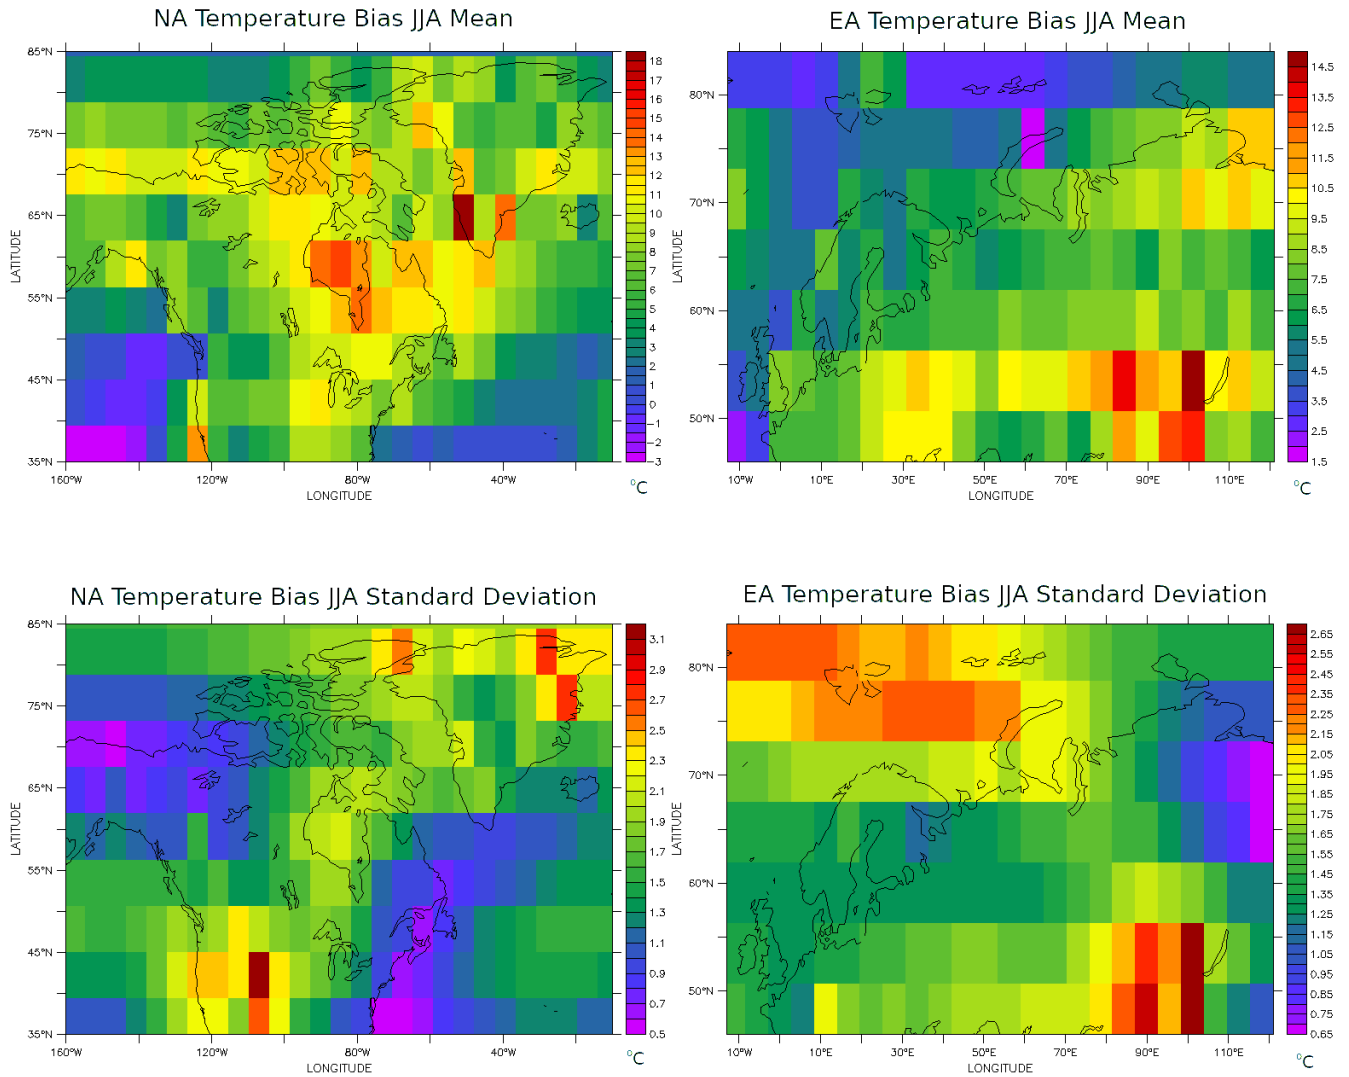 NA Temperature Bias JJA Mean
85°N
75°N
65°N
55°N
45°N
35°N
LATITUDE
160°W
120°W
80°W
40°W
LONGITUDE
18
17
16
15
14
13
12
11
10
9
8
7
6
5
4
3
2
1
0
−1
−2
−3
°C
EA Temperature Bias JJA Mean
80°N
70°N
60°N
50°N
LATITUDE
10°W
10°E
30°E
50°E
70°E
90°E
110°E
LONGITUDE
14.5
13.5
12.5
11.5
10.5
9.5
8.5
7.5
6.5
5.5
4.5
3.5
2.5
1.5
°C
NA Temperature Bias JJA Standard Deviation
85°N
75°N
65°N
55°N
45°N
35°N
LATITUDE
160°W
120°W
80°W
40°W
LONGITUDE
3.1
2.9
2.7
2.5
2.3
2.1
1.9
1.7
1.5
1.3
1.1
0.9
0.7
0.5
°C
EA Temperature Bias JJA Standard Deviation
80°N
70°N
60°N
50°N
LATITUDE
10°W
10°E
30°E
50°E
70°E
90°E
110°E
LONGITUDE
2.65
2.55
2.45
2.35
2.25
2.15
2.05
1.95
1.85
1.75
1.65
1.55
1.45
1.35
1.25
1.15
1.05
0.95
0.85
0.75
0.65
°C